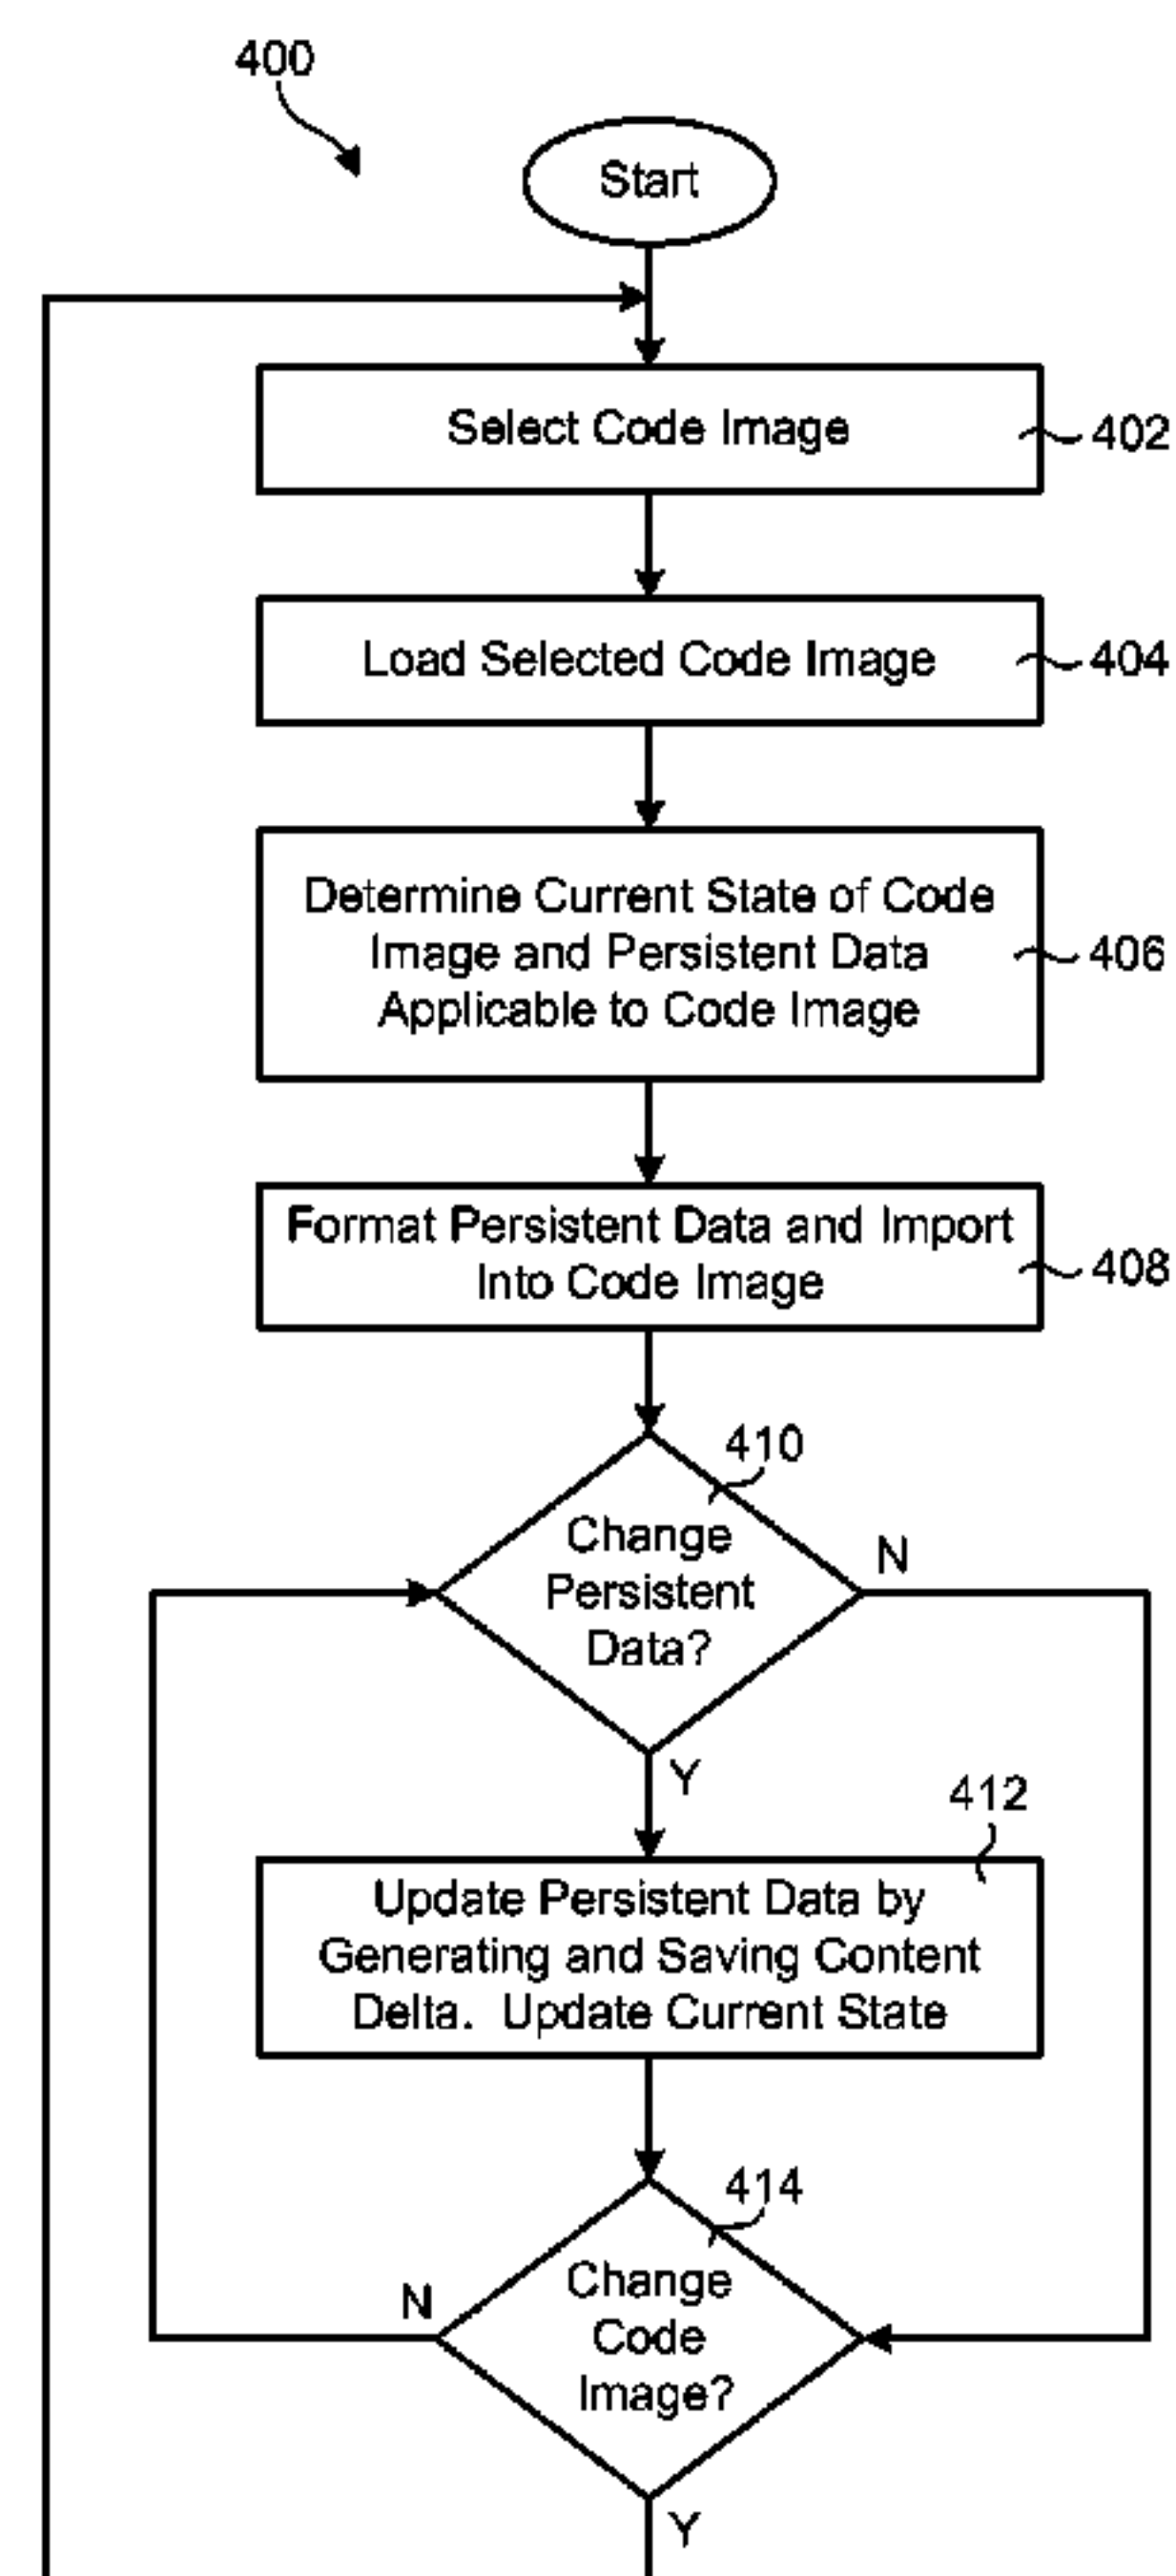 400
Start
Select Code Image
402
Load Selected Code Image
404
Determine Current State of Code
Image and Persistent Data
Applicable to Code Image
406
Format Persistent Data and Import
Into Code Image
408
410
Change
Persistent
Data?
N
Y
412
Update Persistent Data by
Generating and Saving Content
Delta. Update Current State
414
Change
Code
Image?
N
Y